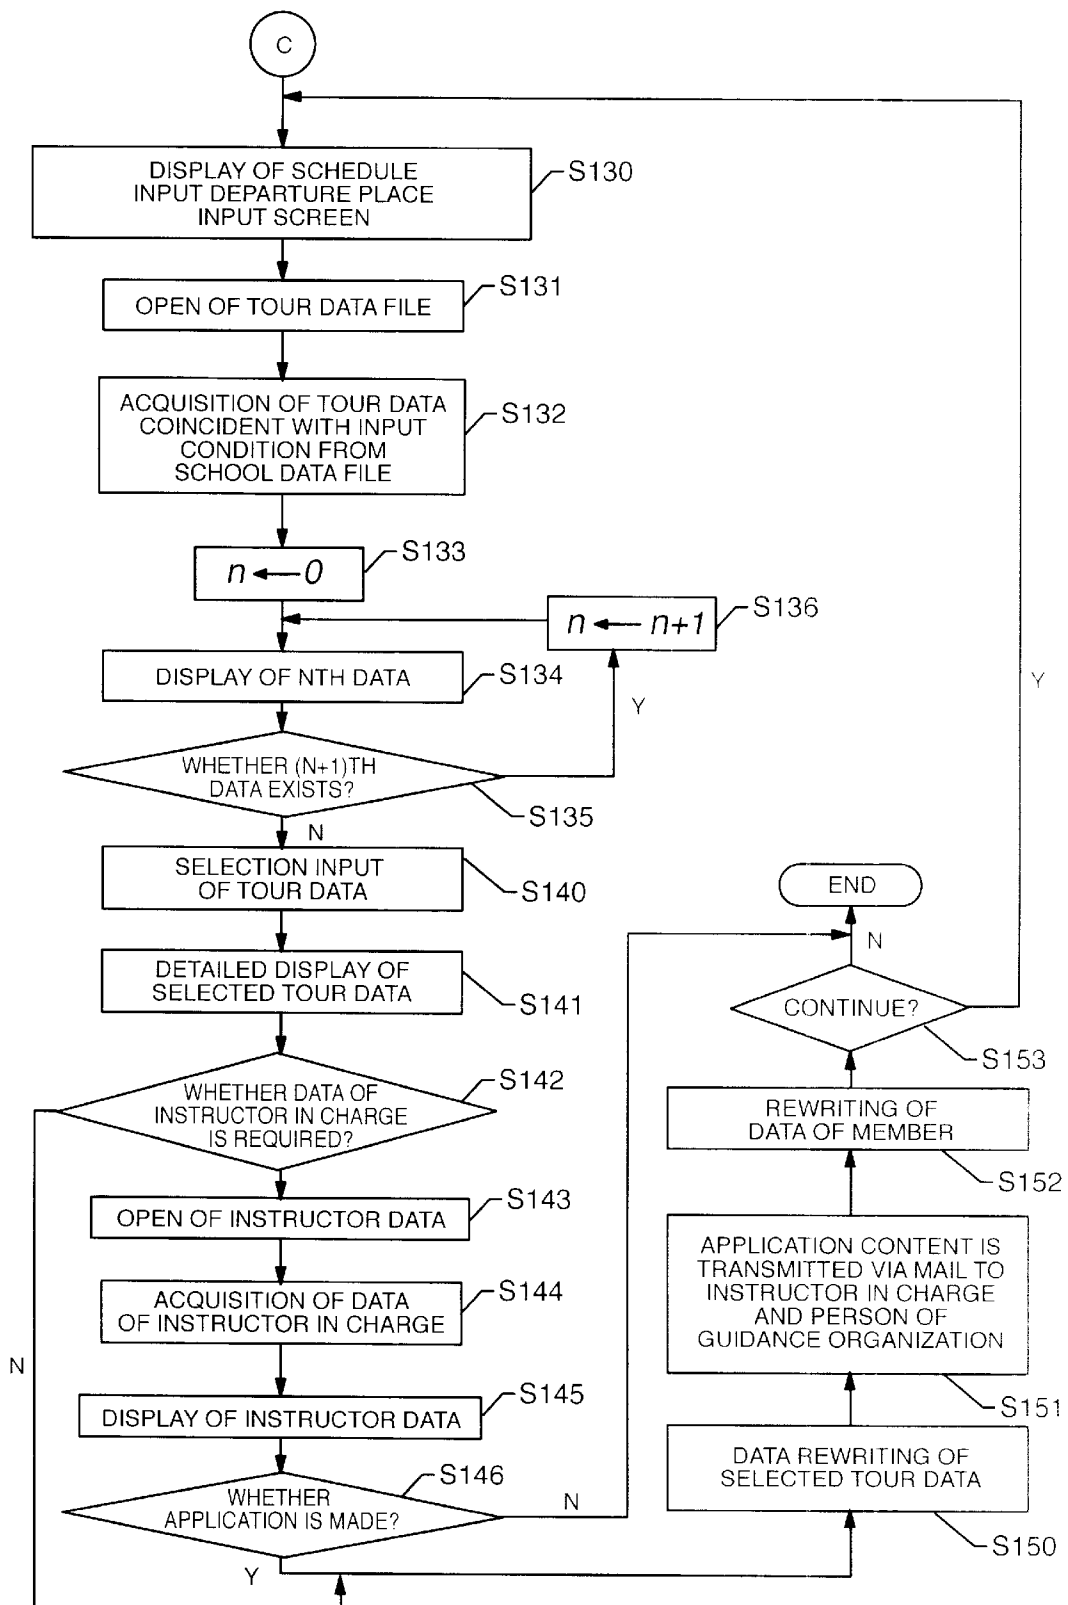 C
DISPLAY OF SCHEDULE
INPUT DEPARTURE PLACE
INPUT SCREEN
S130
OPEN OF TOUR DATA FILE
S131
ACQUISITION OF TOUR DATA
COINCIDENT WITH INPUT
CONDITION FROM
SCHOOL DATA FILE
S132
n ← 0
S133
n ← n+1
S136
DISPLAY OF NTH DATA
S134
Y
WHETHER (N+1)TH
DATA EXISTS?
S135
N
SELECTION INPUT
OF TOUR DATA
S140
DETAILED DISPLAY OF
SELECTED TOUR DATA
S141
WHETHER DATA OF
INSTRUCTOR IN CHARGE
IS REQUIRED?
S142
N
OPEN OF INSTRUCTOR DATA
S143
ACQUISITION OF DATA
OF INSTRUCTOR IN CHARGE
S144
DISPLAY OF INSTRUCTOR DATA
S145
WHETHER
APPLICATION IS MADE?
S146
N
Y
DATA REWRITING OF
SELECTED TOUR DATA
S150
APPLICATION CONTENT IS
TRANSMITTED VIA MAIL TO
INSTRUCTOR IN CHARGE
AND PERSON OF
GUIDANCE ORGANIZATION
S151
REWRITING OF
DATA OF MEMBER
S152
CONTINUE?
S153
Y
N
END